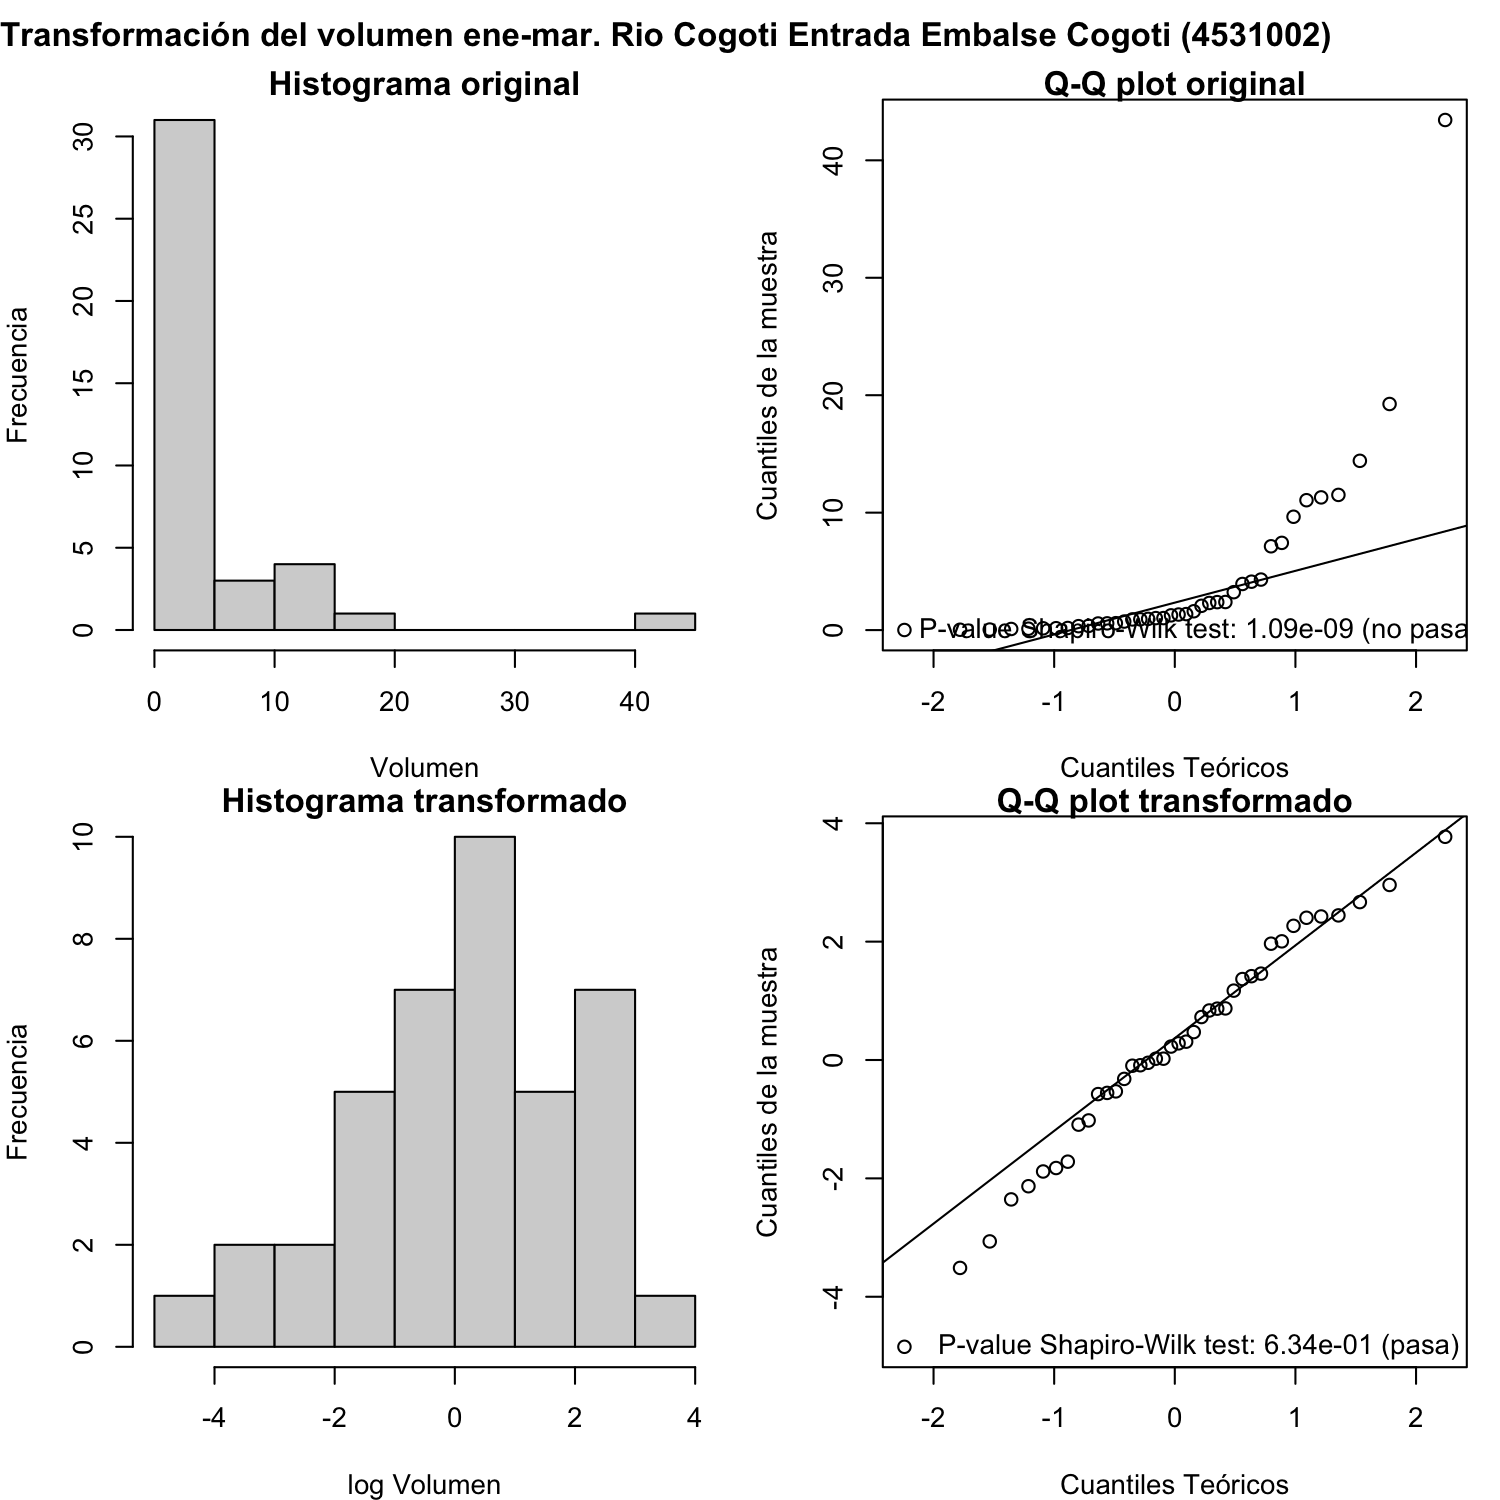 Transformación del volumen ene-mar. Rio Cogoti Entrada Embalse Cogoti (4531002)
Histograma original
Frecuencia
0 5 10 15 20 25 30
0 10 20 30 40
Volumen
Q-Q plot original
Cuantiles de la muestra
0 10 20 30 40
P-value Shapiro-Wilk test: 1.09e-09 (no pasa
-2 -1 0 1 2
Cuantiles Teóricos
Histograma transformado
Frecuencia
0 2 4 6 8 10
-4 -2 0 2 4
log Volumen
Q-Q plot transformado
Cuantiles de la muestra
-4 -2 0 2 4
P-value Shapiro-Wilk test: 6.34e-01 (pasa)
-2 -1 0 1 2
Cuantiles Teóricos